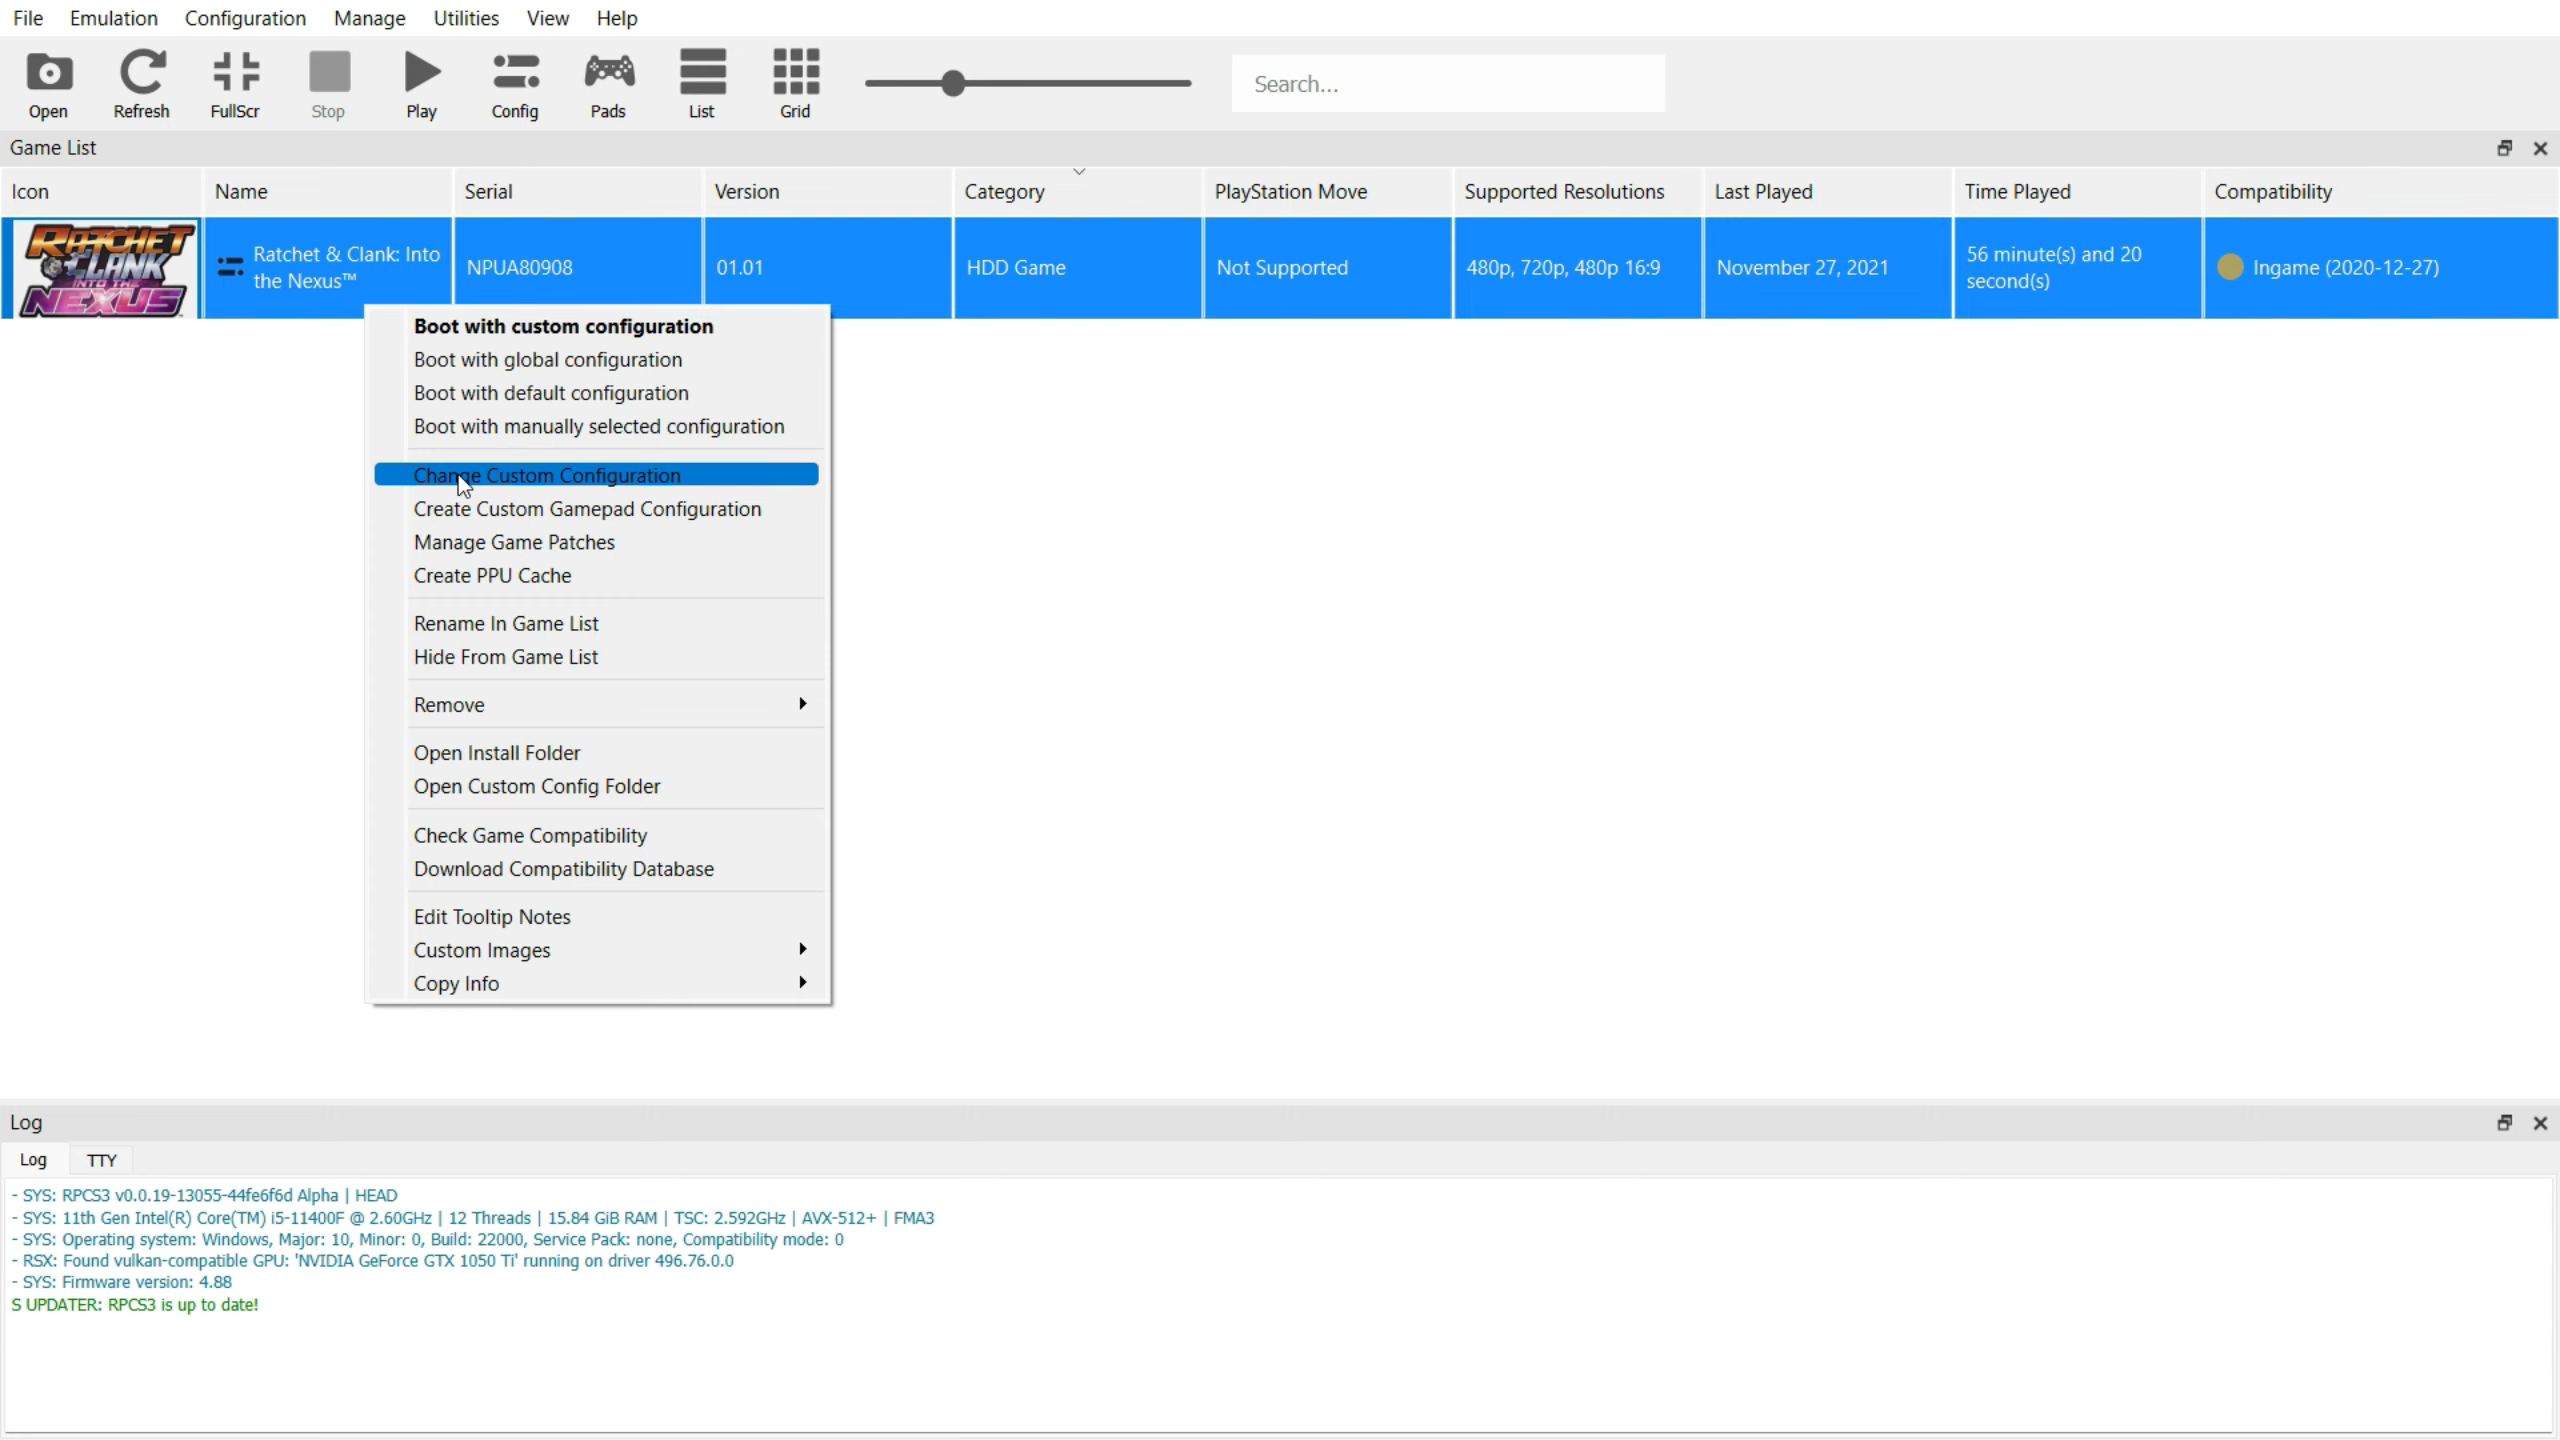 File Emulation Configuration Manage Utilities View Help
Open Refresh FullScr Stop Play Config Pads List Grid
Search...
Game List
Icon Name Serial Version Category PlayStation Move Supported Resolutions Last Played Time Played Compatibility
RATCHET
CLANK
INTO THE
NEXUS
Ratchet & Clank: Into
the Nexus™
NPUA80908
01.01
HDD Game
Not Supported
480p, 720p, 480p 16:9
November 27, 2021
56 minute(s) and 20
second(s)
Ingame (2020-12-27)
Boot with custom configuration
Boot with global configuration
Boot with default configuration
Boot with manually selected configuration
Change Custom Configuration
Create Custom Gamepad Configuration
Manage Game Patches
Create PPU Cache
Rename In Game List
Hide From Game List
Remove
Open Install Folder
Open Custom Config Folder
Check Game Compatibility
Download Compatibility Database
Edit Tooltip Notes
Custom Images
Copy Info
Log
Log TTY
- SYS: RPCS3 v0.0.19-13055-44fe6f6d Alpha | HEAD
- SYS: 11th Gen Intel(R) Core(TM) i5-11400F @ 2.60GHz | 12 Threads | 15.84 GiB RAM | TSC: 2.592GHz | AVX-512+ | FMA3
- SYS: Operating system: Windows, Major: 10, Minor: 0, Build: 22000, Service Pack: none, Compatibility mode: 0
- RSX: Found vulkan-compatible GPU: 'NVIDIA GeForce GTX 1050 Ti' running on driver 496.76.0.0
- SYS: Firmware version: 4.88
S UPDATER: RPCS3 is up to date!